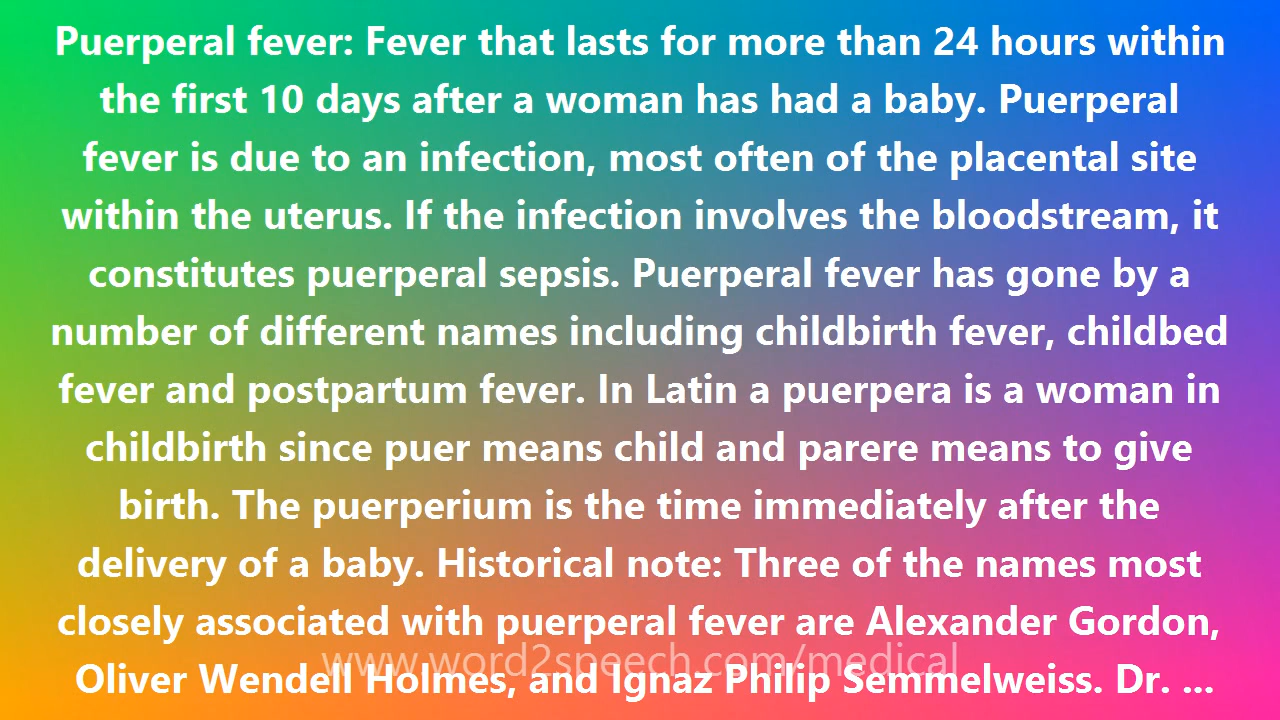 Puerperal fever: Fever that lasts for more than 24 hours within
the first 10 days after a woman has had a baby. Puerperal
fever is due to an infection, most often of the placental site
within the uterus. If the infection involves the bloodstream, it
constitutes puerperal sepsis. Puerperal fever has gone by a
number of different names including childbirth fever, childbed
fever and postpartum fever. In Latin a puerpera is a woman in
childbirth since puer means child and parere means to give
birth. The puerperium is the time immediately after the
delivery of a baby. Historical note: Three of the names most
closely associated with puerperal fever are Alexander Gordon,
www.word2speech.com/medical
Oliver Wendell Holmes, and Ignaz Philip Semmelweiss. Dr. ...